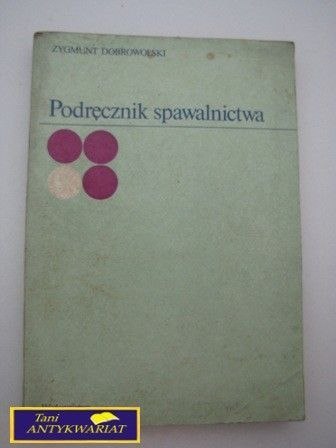 ZYGMUNT DOBROWOLSKI
Podręcznik spawalnictwa
Tani
ANTYKWARIAT